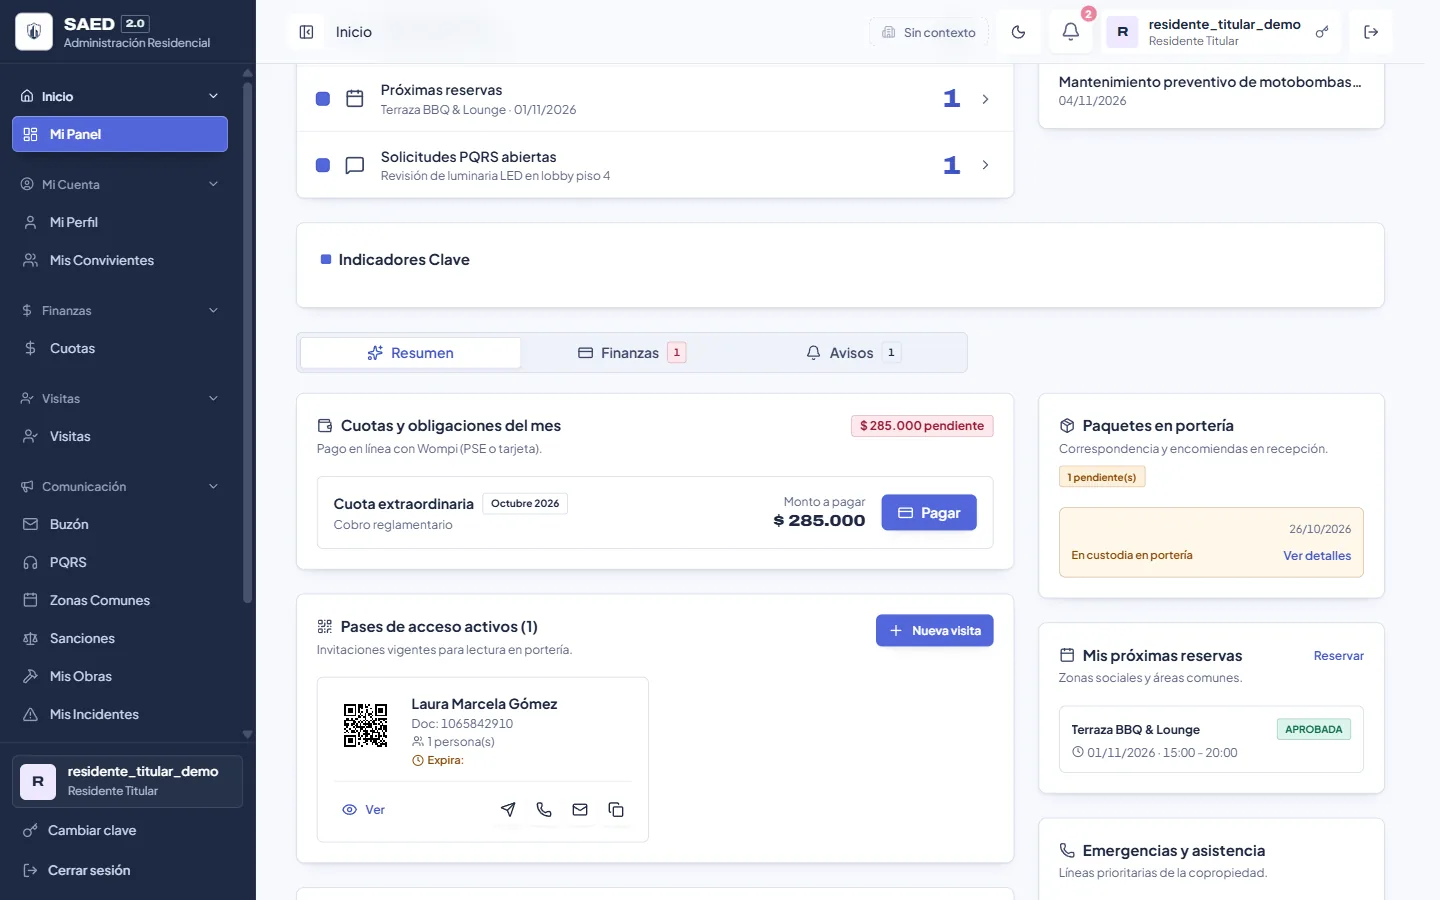 SAED 2.0
Administración Residencial
Inicio
Mi Panel
Mi Cuenta
Mi Perfil
Mis Convivientes
Finanzas
Cuotas
Visitas
Visitas
Comunicación
Buzón
PQRS
Zonas Comunes
Sanciones
Mis Obras
Mis Incidentes
R
residente_titular_demo
Residente Titular
Cambiar clave
Cerrar sesión
Inicio
Sin contexto
2
R
residente_titular_demo
Residente Titular
Próximas reservas
Terraza BBQ & Lounge · 01/11/2026
1
Solicitudes PQRS abiertas
Revisión de luminaria LED en lobby piso 4
1
Mantenimiento preventivo de motobombas...
04/11/2026
Indicadores Clave
Resumen
Finanzas 1
Avisos 1
Cuotas y obligaciones del mes
$ 285.000 pendiente
Pago en línea con Wompi (PSE o tarjeta).
Cuota extraordinaria Octubre 2026
Cobro reglamentario
Monto a pagar
$ 285.000
Pagar
Pases de acceso activos (1)
Invitaciones vigentes para lectura en portería.
Nueva visita
Laura Marcela Gómez
Doc: 1065842910
1 persona(s)
Expira:
Ver
Paquetes en portería
Correspondencia y encomiendas en recepción.
1 pendiente(s)
26/10/2026
En custodia en portería
Ver detalles
Mis próximas reservas
Reservar
Zonas sociales y áreas comunes.
Terraza BBQ & Lounge
APROBADA
01/11/2026 · 15:00 - 20:00
Emergencias y asistencia
Líneas prioritarias de la copropiedad.